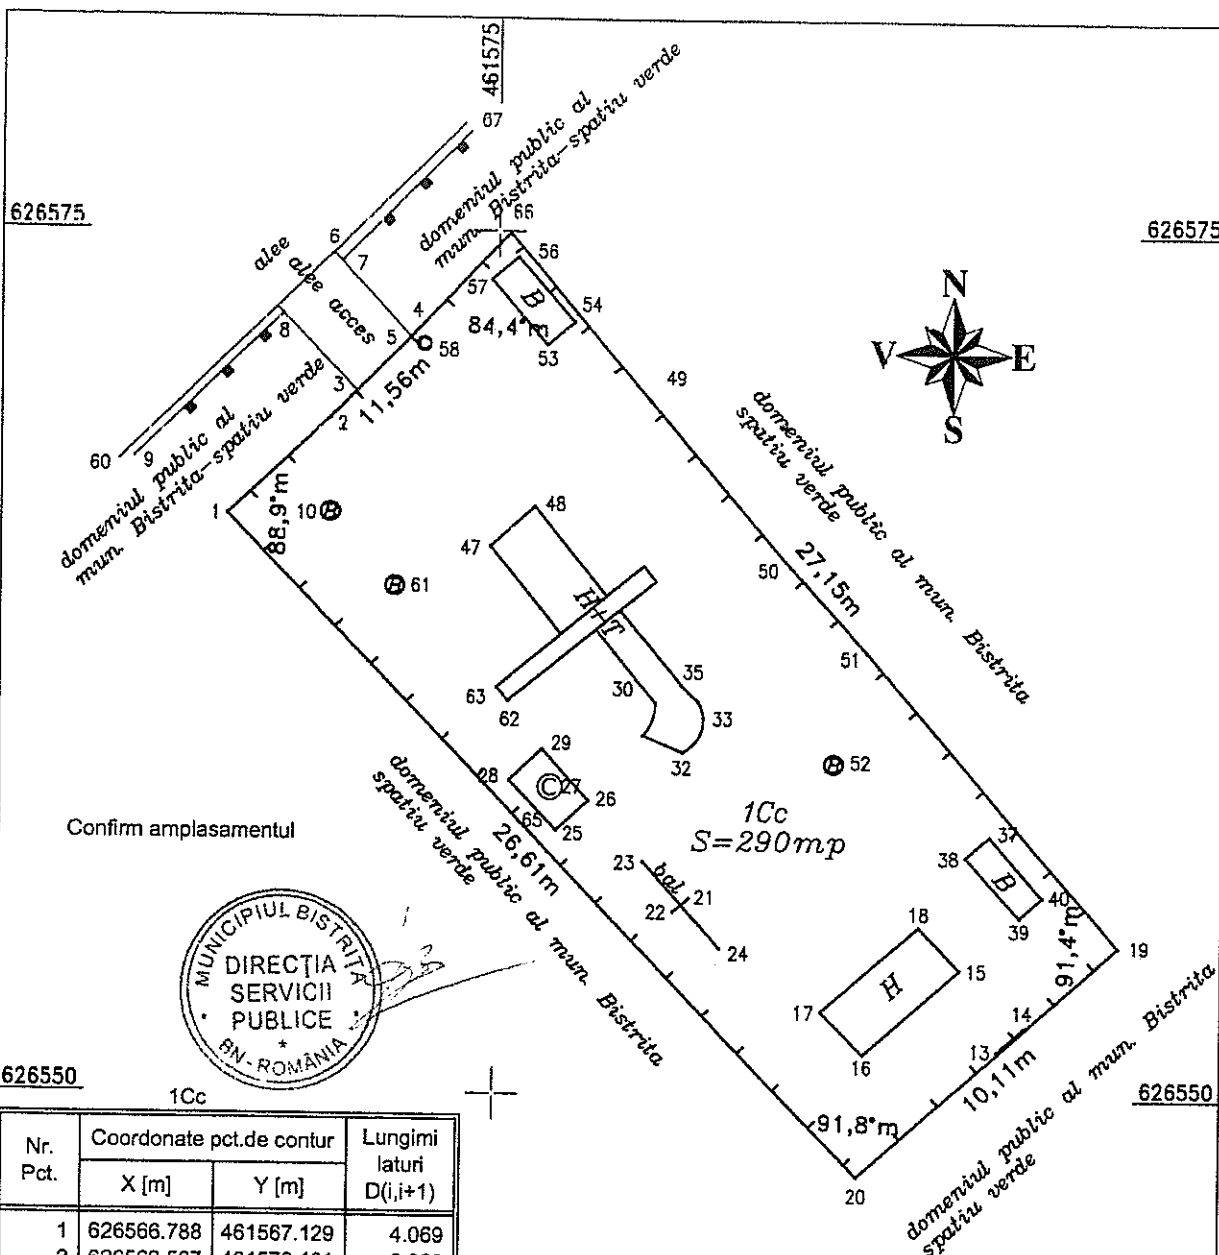 461575
67
domeniul public al
mun. Bistrita-spatiu verde
626575
626575
66
6
7
alee
alee acces
56
57
B
54
84,4°m
53
4
5
58
8
3
2
11,56m
49
N
V
E
S
60
9
domeniul public al
mun. Bistrita-spatiu verde
domeniul public al mun. Bistrita
spatiu verde
1
10
88,9°m
61
47
48
H+T
50
27,15m
51
63
62
30
35
33
32
29
28
27
C
26
65
25
52
domeniul public al mun. Bistrita
spatiu verde
26,61m
Confirm amplasamentul
1Cc
S=290mp
23
bal
21
22
24
37
38
B
40
39
91,4°m
19
18
17
H
15
16
14
13
10,11m
91,8°m
20
domeniul public al mun. Bistrita
spatiu verde
MUNICIPIUL BISTRIȚA
DIRECȚIA
SERVICII
PUBLICE
*
BN-ROMÂNIA
626550
626550
1Cc
Nr. Pct.
Coordonate pct.de contur
Lungimi laturi D(i,i+1)
X [m]
Y [m]
1 626566.788 461567.129 4.069